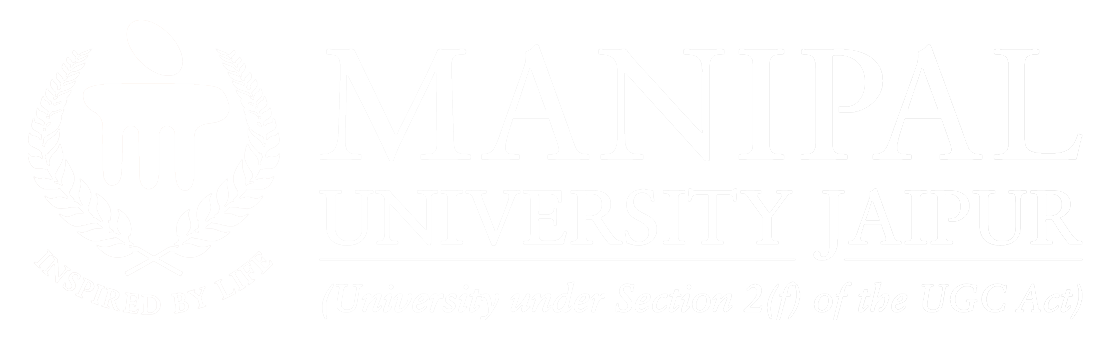 MANIPAL
UNIVERSITY JAIPUR
(University under Section 2(f) of the UGC Act)
INSPIRED BY LIFE